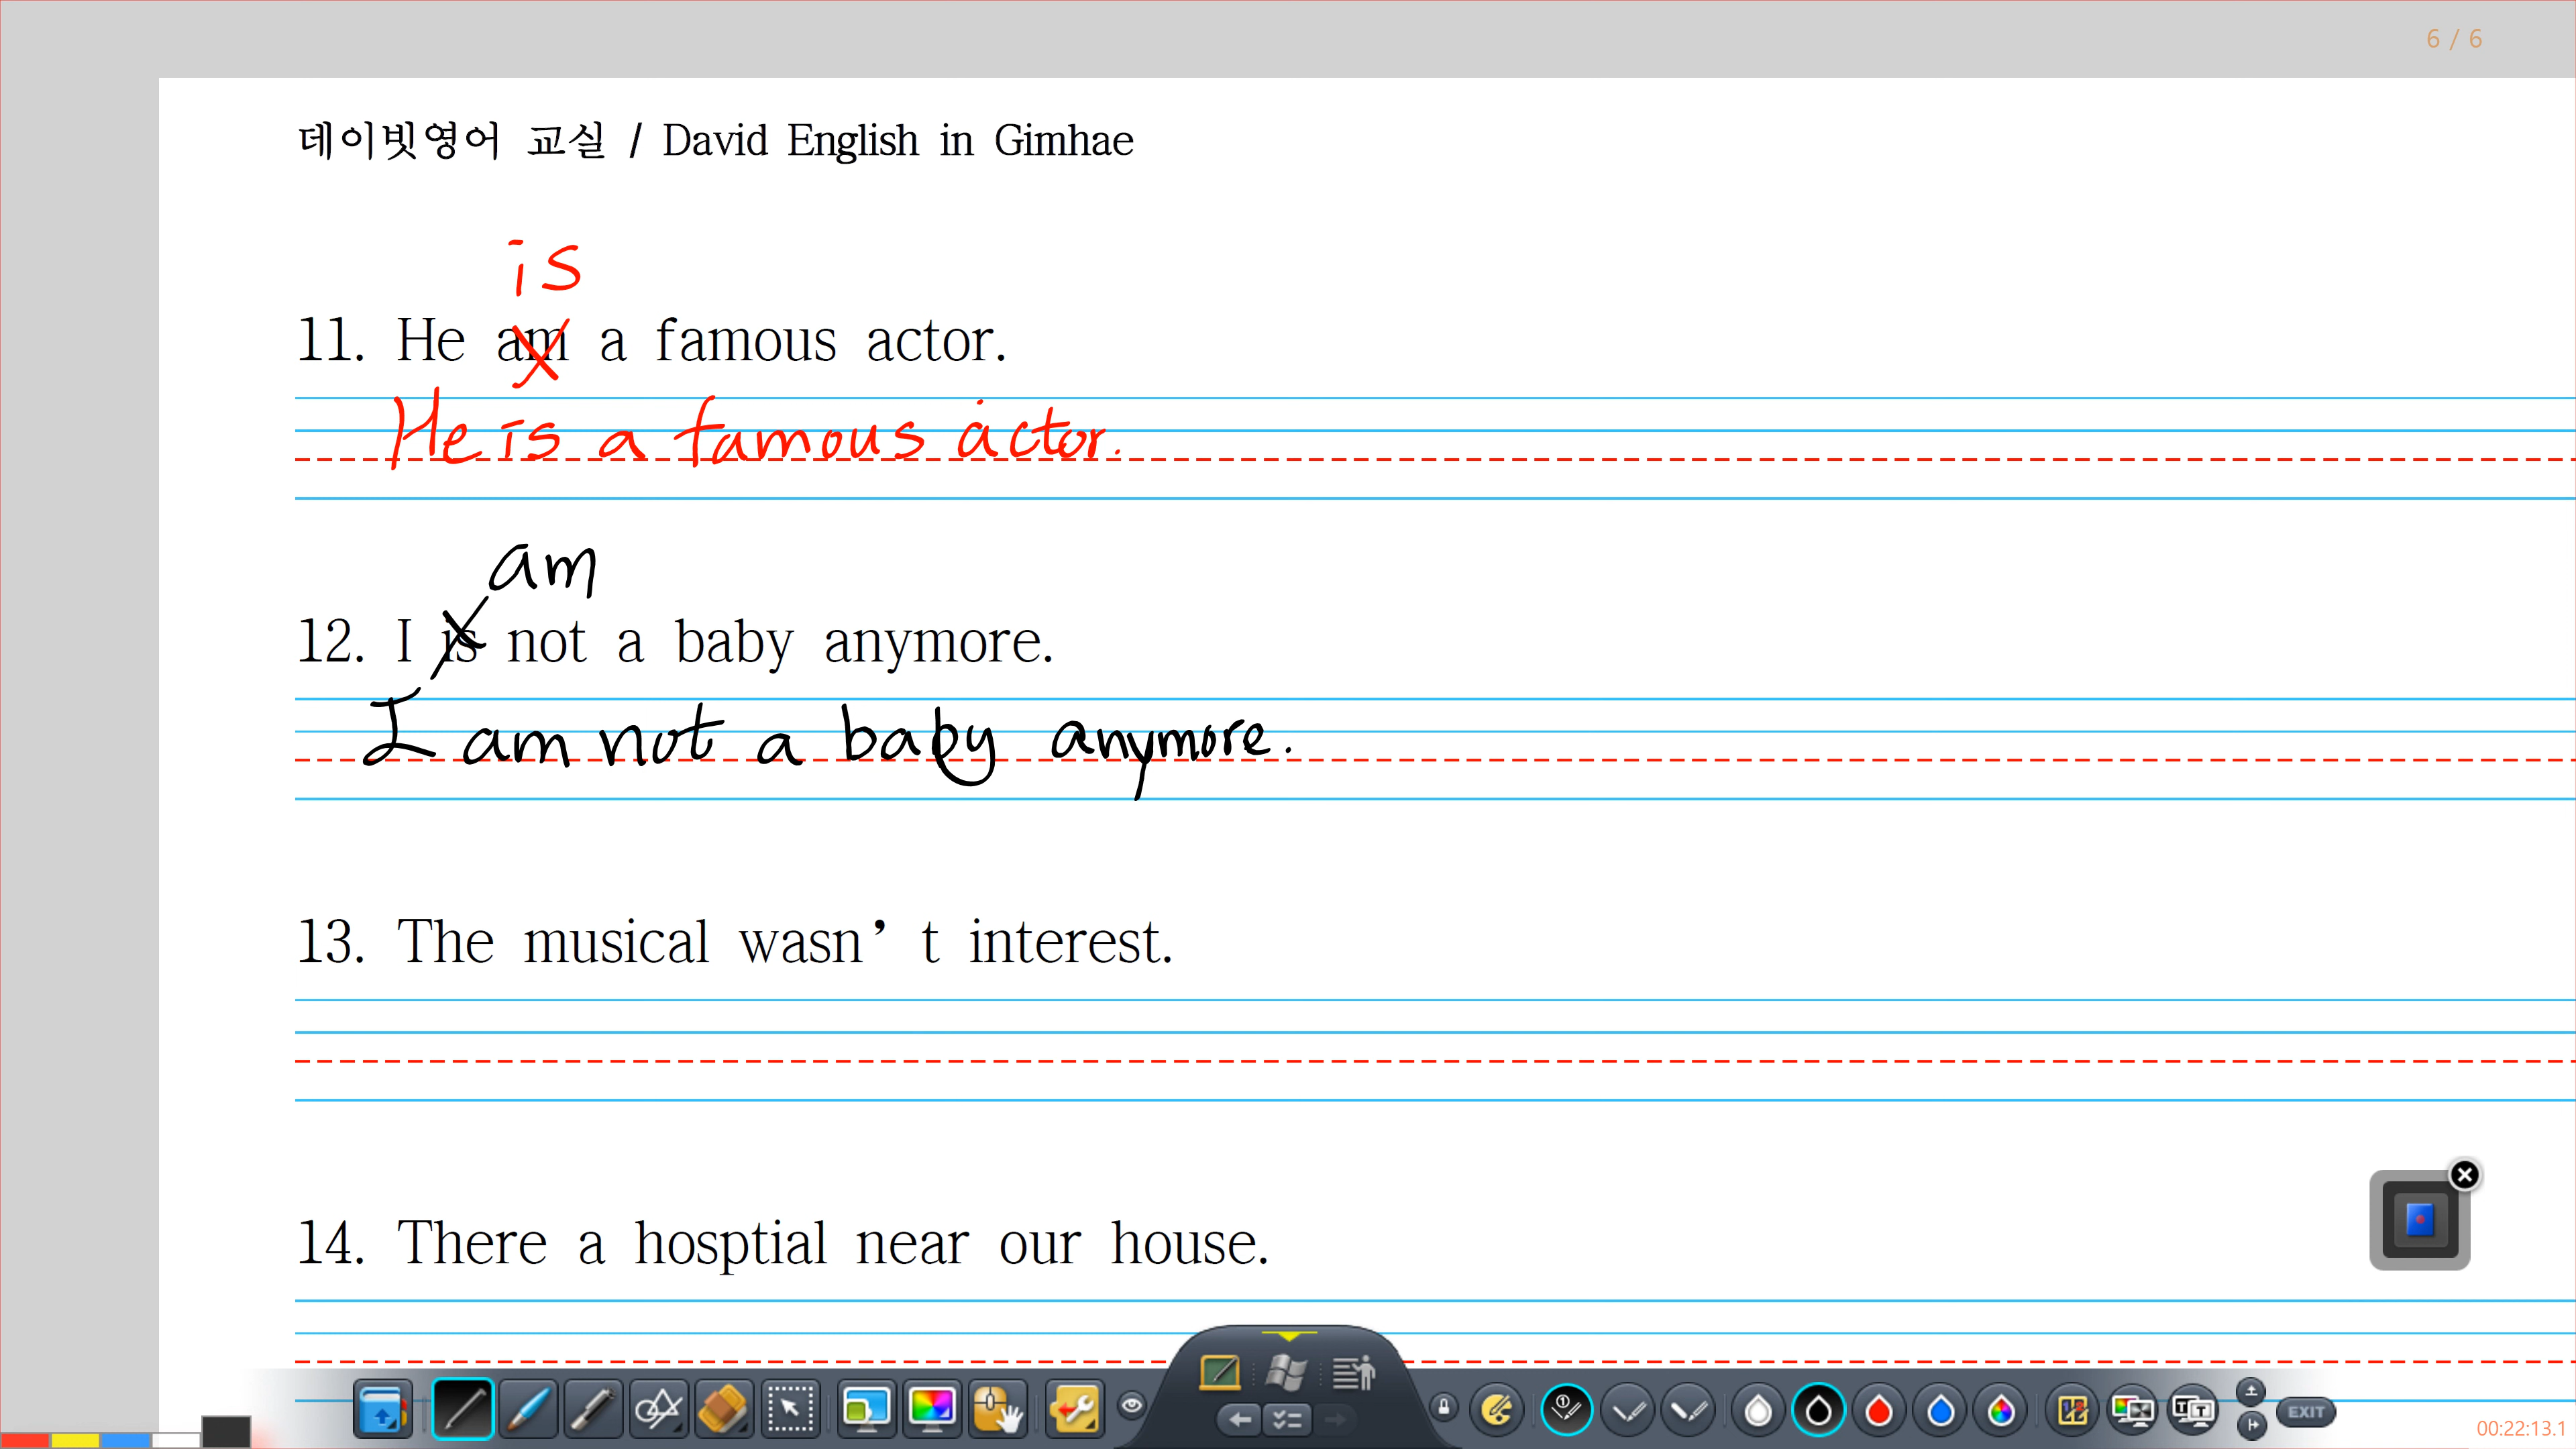 6 / 6
데이빗영어 교실 / David English in Gimhae
is
11. He am a famous actor.
He is a famous actor.
am
12. I is not a baby anymore.
I am not a baby anymore.
13. The musical wasn’ t interest.
14. There a hosptial near our house.
EXIT
00:22:13.1